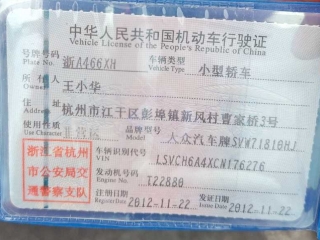 中华人民共和国机动车行驶证
Vehicle License of the People's Republic of China
号牌号码 浙A466XH 车辆类型 小型轿车
Plate No. Vehicle Type
所有人 王小华
Owner
住址 杭州市江干区彭埠镇新风村曹家桥3号
Address
使用性质 非营运 品牌型号 大众汽车牌SVW71810HJ
Use Character Model
浙江省杭州市公安局交通警察支队
车辆识别代号 LSVCH6A4XCN176276
VIN
发动机号码 T22880
Engine No.
注册日期 2012-11-22 发证日期 2012-11-22
Register Date Issue Date